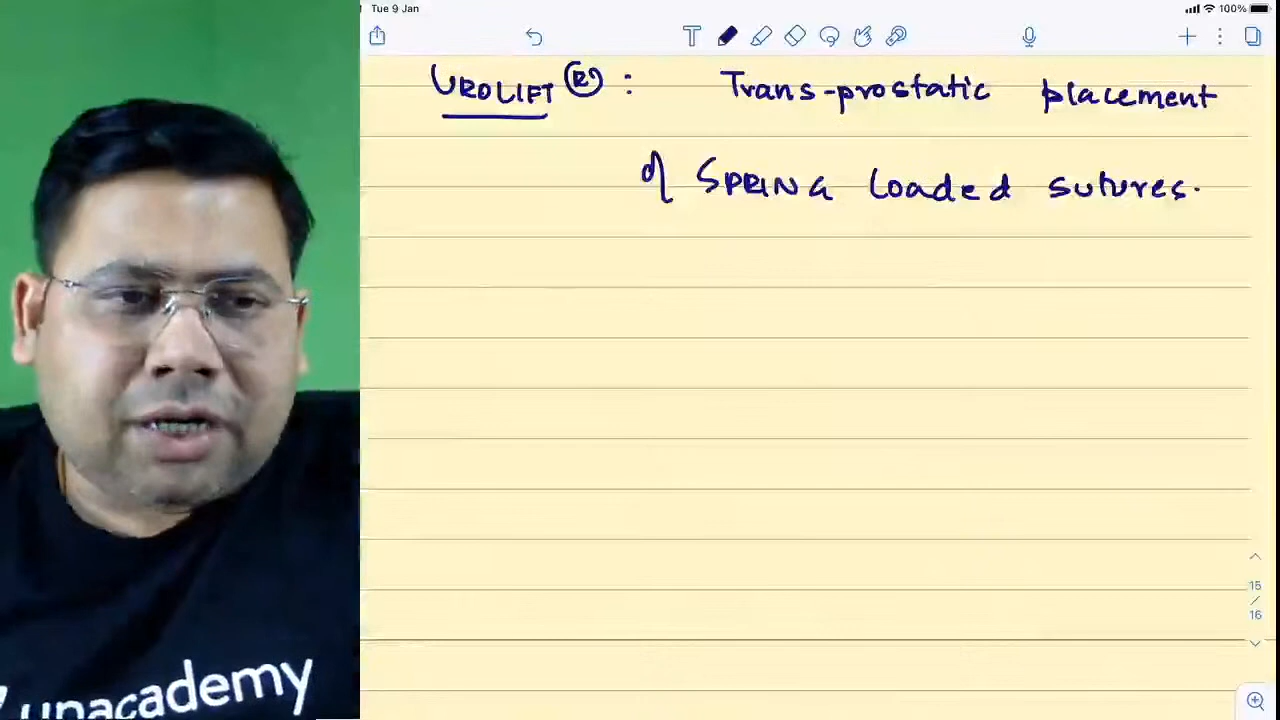 Tue 9 Jan
100%
T
UROLIFT ® : Trans-prostatic placement
of SPRING loaded sutures.
15
/
16
unacademy